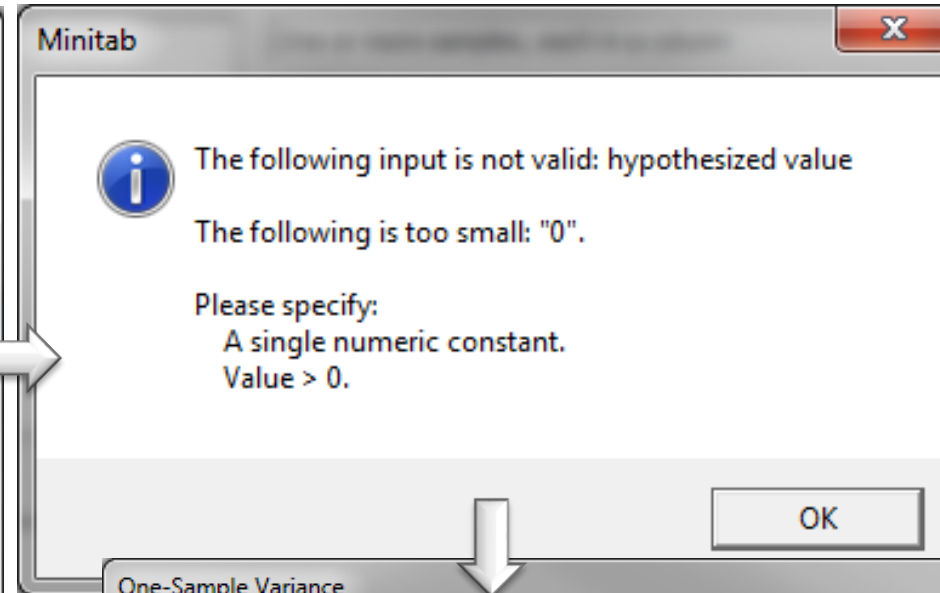 Minitab
The following input is not valid: hypothesized value
The following is too small: "0".
Please specify:
A single numeric constant.
Value > 0.
OK
One-Sample Variance